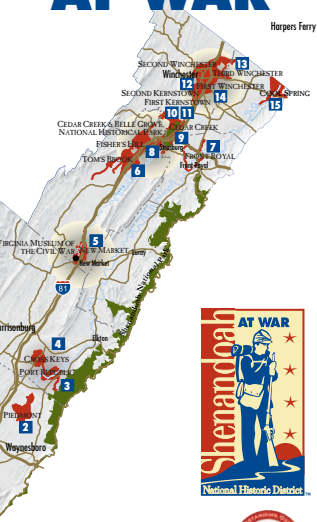 AT WAR
Harpers Ferry
SECOND WINCHESTER
13
Winchester
THIRD WINCHESTER
12
FIRST WINCHESTER
COOL SPRING
SECOND KERNSTOWN
14
15
FIRST KERNSTOWN
10 11
CEDAR CREEK & BELLE GROVE
NATIONAL HISTORICAL PARK
CEDAR CREEK
9
7
FISHER'S HILL
8
Strasburg
FRONT ROYAL
TOM'S BROOK
Front Royal
6
5
VIRGINIA MUSEUM OF
THE CIVIL WAR
NEW MARKET
Luray
New Market
81
Shenandoah National Park
rrisonburg
4
Elkton
CROSS KEYS
PORT REPUBLIC
3
PIEDMONT
2
Waynesboro
Shenandoah
AT WAR
National Historic District